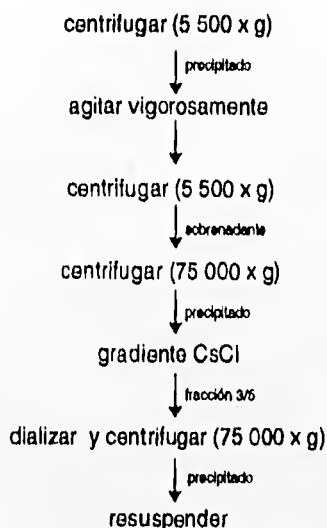 centrifugar (5 500 x g)
precipitado
agitar vigorosamente
centrifugar (5 500 x g)
sobrenadante
centrifugar (75 000 x g)
precipitado
gradiente CsCl
fracción 3/5
dializar y centrifugar (75 000 x g)
precipitado
resuspender